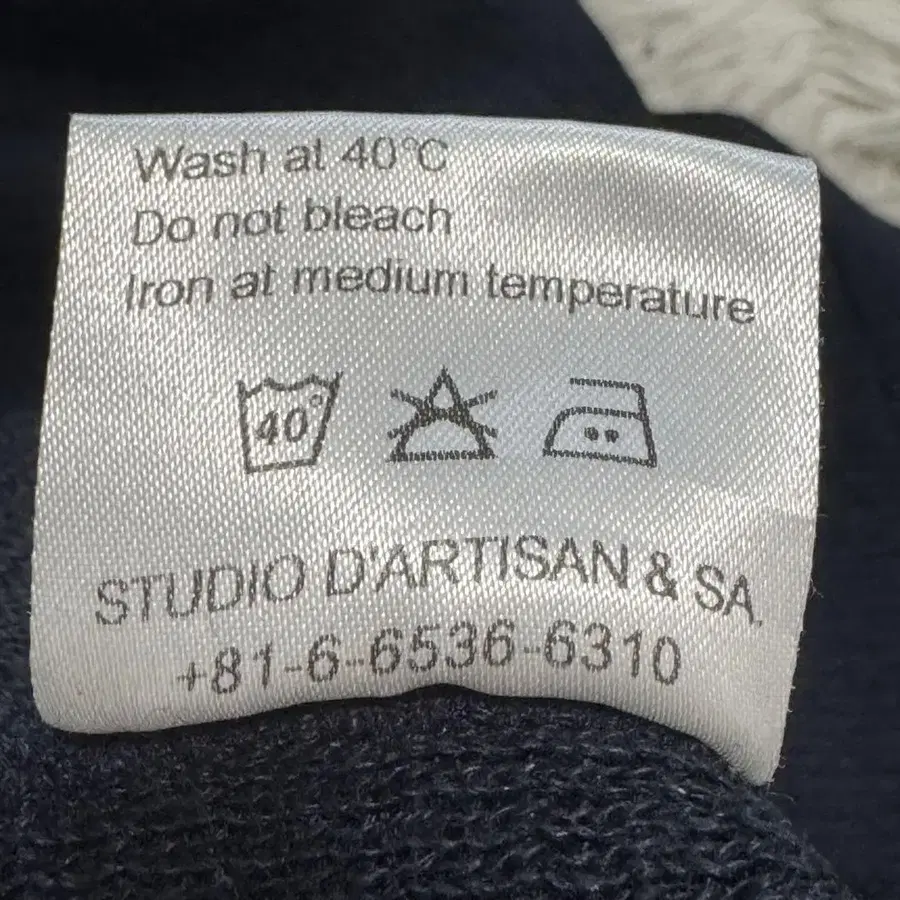 Wash at 40°C
Do not bleach
Iron at medium temperature
40°
STUDIO D'ARTISAN & SA.
+81-6-6536-6310